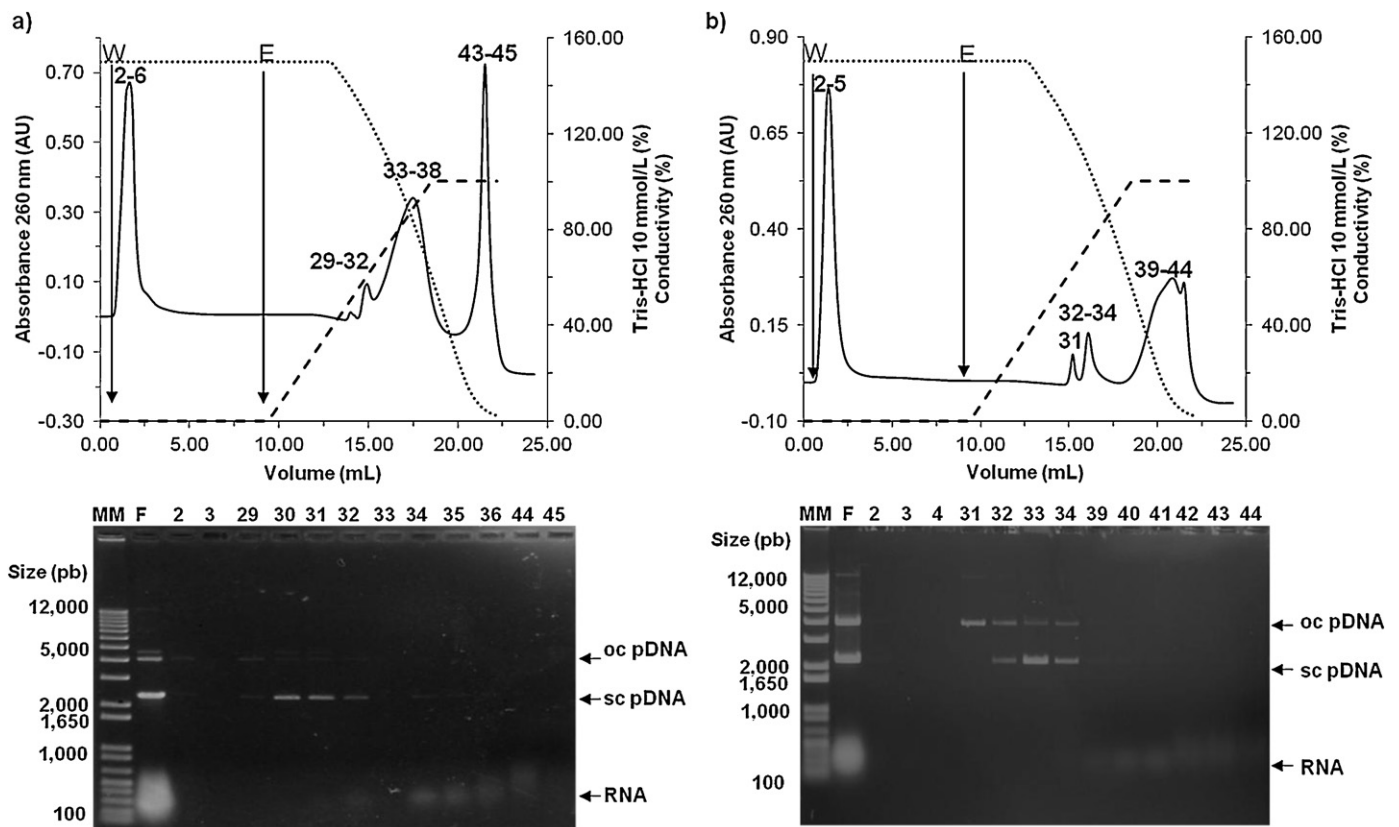 a)
W
E
2-6
29-32
33-38
43-45
0.70
0.50
0.30
0.10
-0.10
-0.30
160.00
120.00
80.00
40.00
0.00
Absorbance 260 nm (AU)
Tris-HCl 10 mmol/L (%)
Conductivity (%)
0.00 5.00 10.00 15.00 20.00 25.00
Volume (mL)
b)
W
E
2-5
31
32-34
39-44
0.90
0.65
0.40
0.15
-0.10
160.00
120.00
80.00
40.00
0.00
Absorbance 260 nm (AU)
Tris-HCl 10 mmol/L (%)
Conductivity (%)
0.00 5.00 10.00 15.00 20.00 25.00
Volume (mL)
MM F 2 3 29 30 31 32 33 34 35 36 44 45
Size (pb)
12,000
5,000
2,000
1,650
1,000
100
oc pDNA
sc pDNA
RNA
MM F 2 3 4 31 32 33 34 39 40 41 42 43 44
Size (pb)
12,000
5,000
2,000
1,650
1,000
100
oc pDNA
sc pDNA
RNA